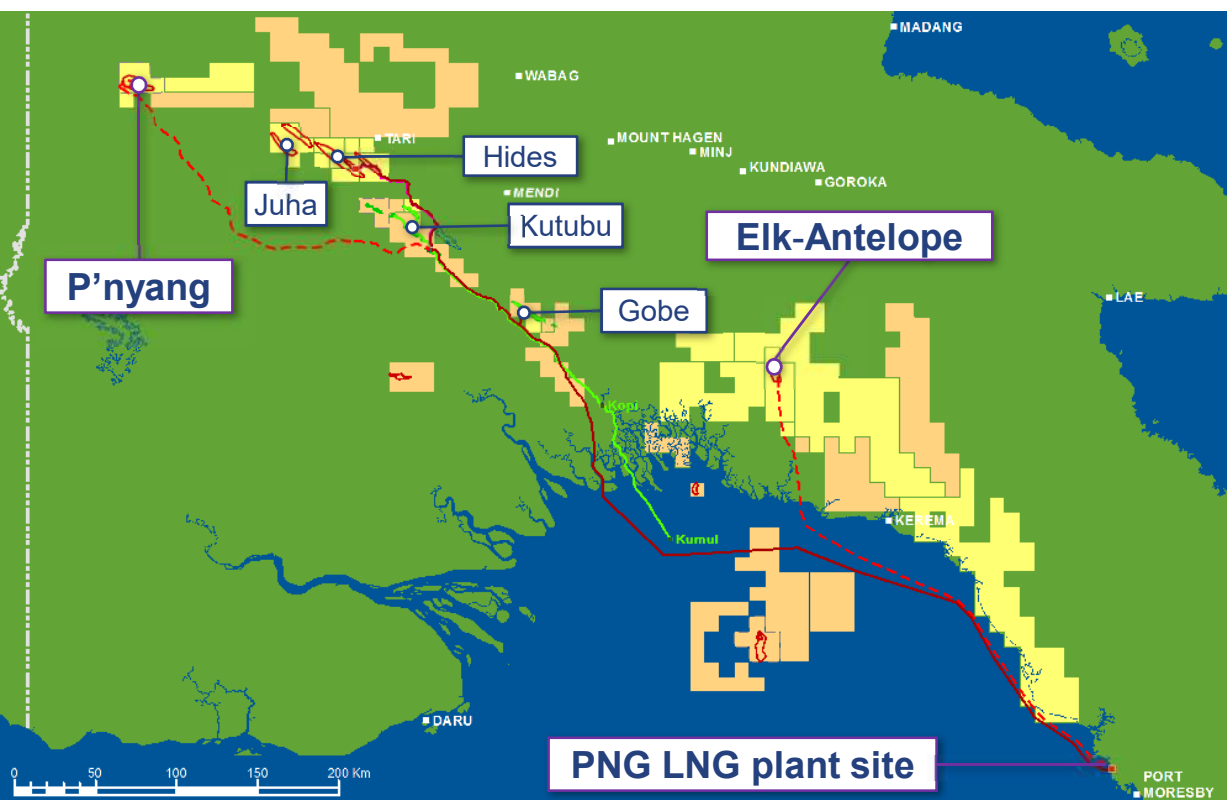 MADANG
WABAG
MOUNT HAGEN
MINJ
TARI
Hides
KUNDIAWA
GOROKA
Juha
MENDI
Kutubu
Elk-Antelope
P'nyang
LAE
Gobe
Kopi
KEREMA
Kumul
DARU
PNG LNG plant site
0 50 100 150 200 Km
PORT
MORESBY